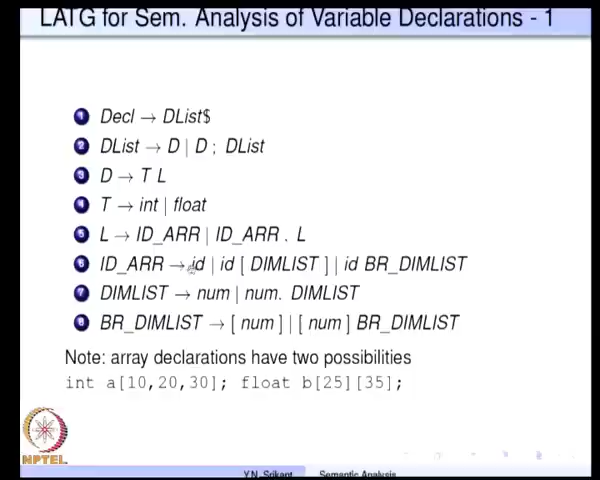 LATG for Sem. Analysis of Variable Declarations - 1
1 Decl → DList$
2 DList → D | D ; DList
3 D → T L
4 T → int | float
5 L → ID_ARR | ID_ARR . L
6 ID_ARR → id | id [ DIMLIST ] | id BR_DIMLIST
7 DIMLIST → num | num. DIMLIST
8 BR_DIMLIST → [ num ] | [ num ] BR_DIMLIST
Note: array declarations have two possibilities
int a[10,20,30]; float b[25][35];
NPTEL
Y.N. Srikant Semantic Analysis